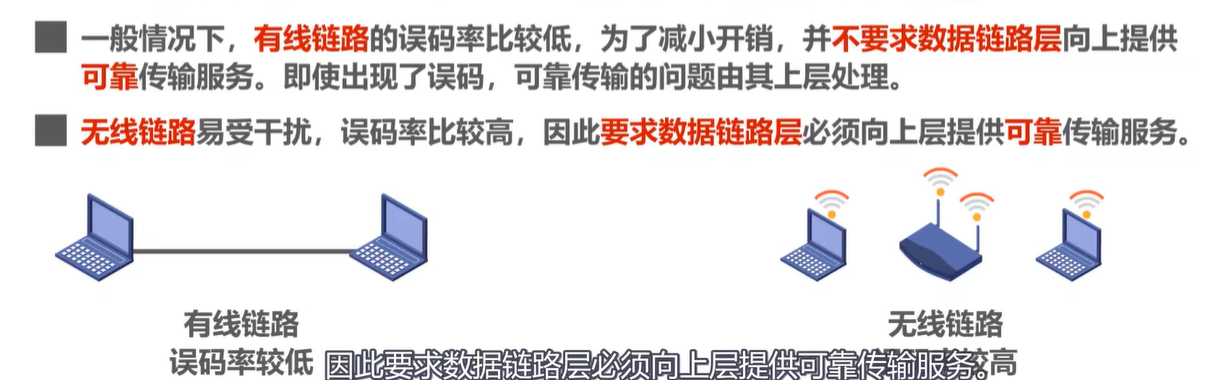 一般情况下，有线链路的误码率比较低，为了减小开销，并不要求数据链路层向上提供
可靠传输服务。即使出现了误码，可靠传输的问题由其上层处理。
无线链路易受干扰，误码率比较高，因此要求数据链路层必须向上层提供可靠传输服务。
有线链路
无线链路
误码率较低
较高
因此要求数据链路层必须向上层提供可靠传输服务。